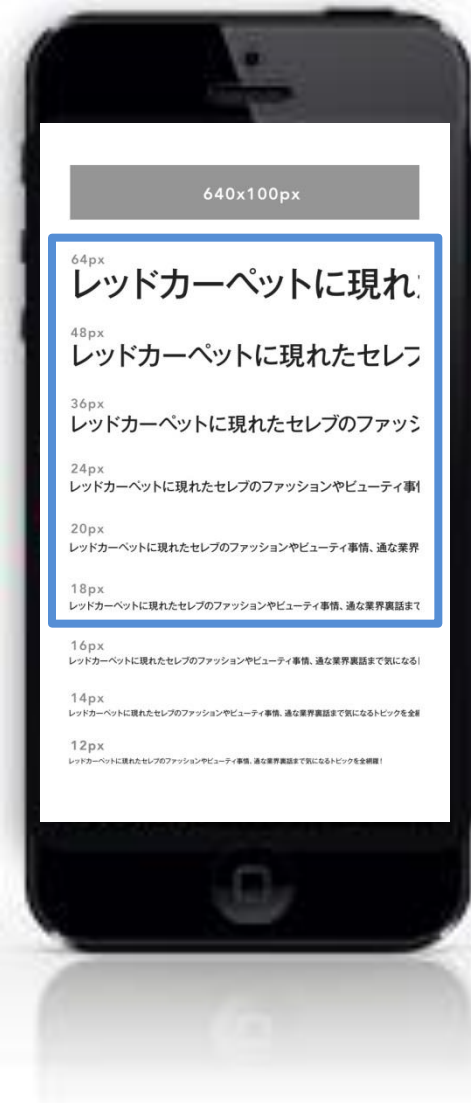 640x100px
64px
レッドカーペットに現れ
48px
レッドカーペットに現れたセレブ
36px
レッドカーペットに現れたセレブのファッシ
24px
レッドカーペットに現れたセレブのファッションやビューティ事
20px
レッドカーペットに現れたセレブのファッションやビューティ事情、通な業界
18px
レッドカーペットに現れたセレブのファッションやビューティ事情、通な業界裏話まで
16px
レッドカーペットに現れたセレブのファッションやビューティ事情、通な業界裏話まで気になる
14px
レッドカーペットに現れたセレブのファッションやビューティ事情、通な業界裏話まで気になるトピックを全
12px
レッドカーペットに現れたセレブのファッションやビューティ事情、通な業界裏話まで気になるトピックを全網羅！